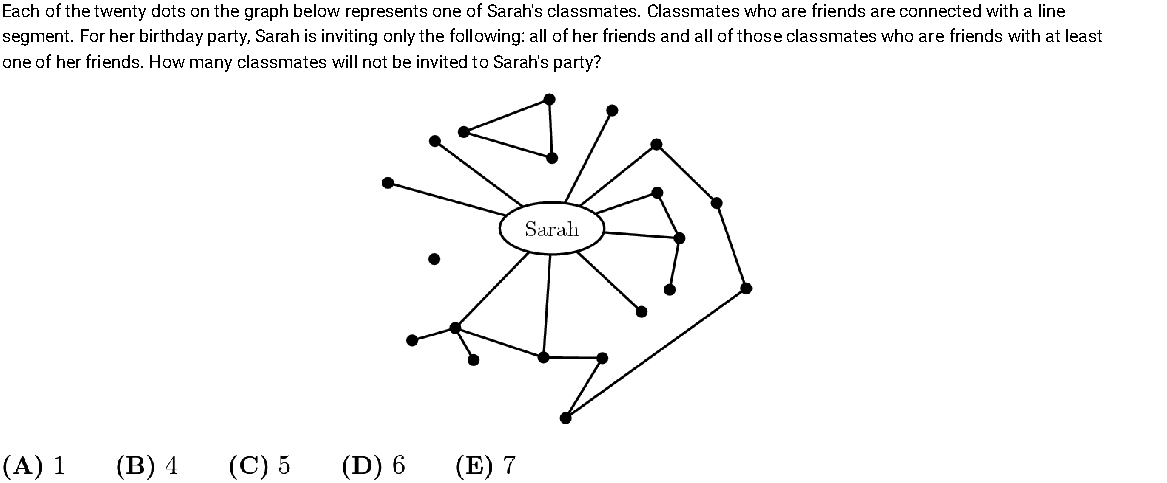 Each of the twenty dots on the graph below represents one of Sarah's classmates. Classmates who are friends are connected with a line
segment. For her birthday party, Sarah is inviting only the following: all of her friends and all of those classmates who are friends with at least
one of her friends. How many classmates will not be invited to Sarah's party?
Sarah
(A) 1 (B) 4 (C) 5 (D) 6 (E) 7